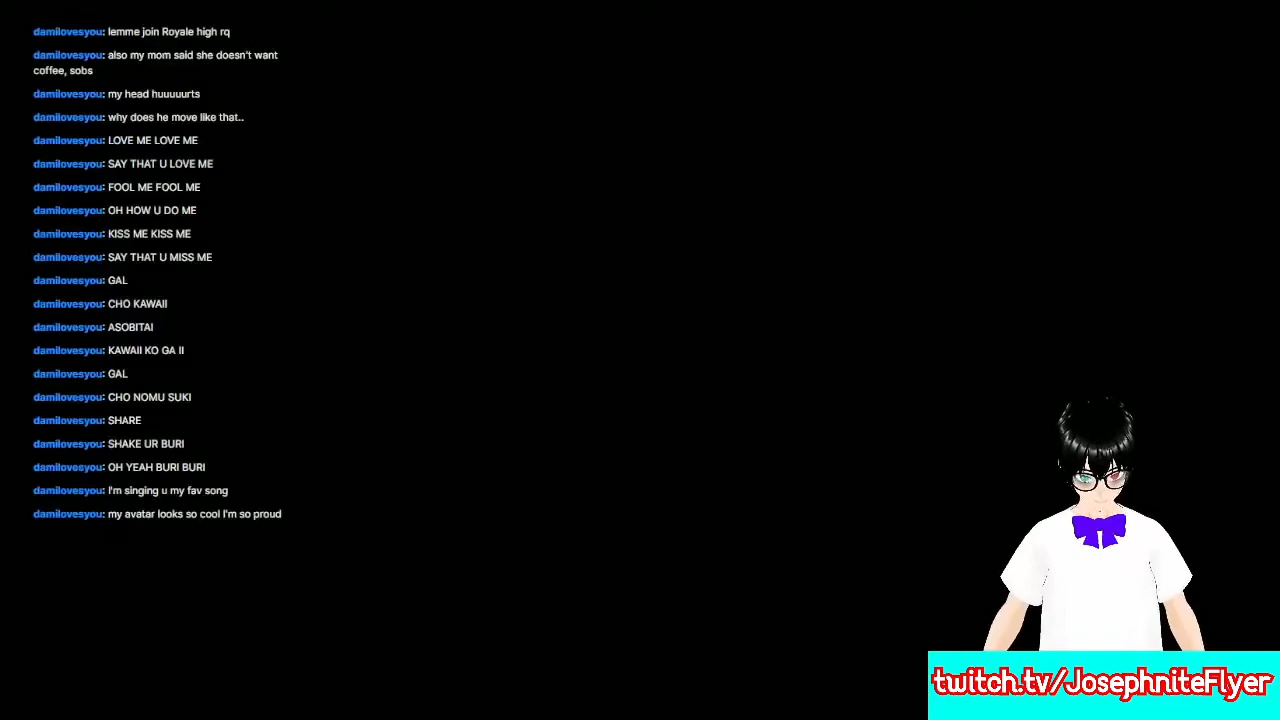 damilovesyou: lemme join Royale high rq
damilovesyou: also my mom said she doesn't want
coffee, sobs
damilovesyou: my head huuuuurts
damilovesyou: why does he move like that..
damilovesyou: LOVE ME LOVE ME
damilovesyou: SAY THAT U LOVE ME
damilovesyou: FOOL ME FOOL ME
damilovesyou: OH HOW U DO ME
damilovesyou: KISS ME KISS ME
damilovesyou: SAY THAT U MISS ME
damilovesyou: GAL
damilovesyou: CHO KAWAII
damilovesyou: ASOBITAI
damilovesyou: KAWAII KO GA II
damilovesyou: GAL
damilovesyou: CHO NOMU SUKI
damilovesyou: SHARE
damilovesyou: SHAKE UR BURI
damilovesyou: OH YEAH BURI BURI
damilovesyou: I'm singing u my fav song
damilovesyou: my avatar looks so cool I'm so proud
twitch.tv/JosephniteFlyer